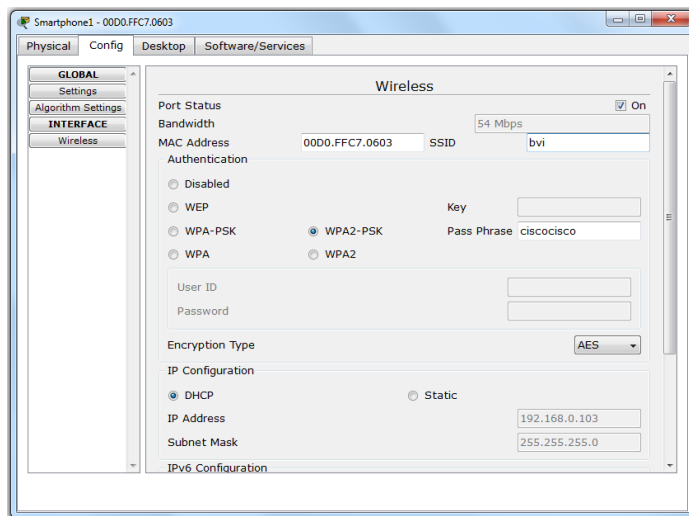 Smartphone1 - 00D0.FFC7.0603
Physical Config Desktop Software/Services
GLOBAL
Settings
Algorithm Settings
INTERFACE
Wireless
Wireless
Port Status On
Bandwidth 54 Mbps
MAC Address 00D0.FFC7.0603 SSID bvi
Authentication
Disabled
WEP Key
WPA-PSK WPA2-PSK Pass Phrase ciscocisco
WPA WPA2
User ID
Password
Encryption Type AES
IP Configuration
DHCP Static
IP Address 192.168.0.103
Subnet Mask 255.255.255.0
IPv6 Configuration